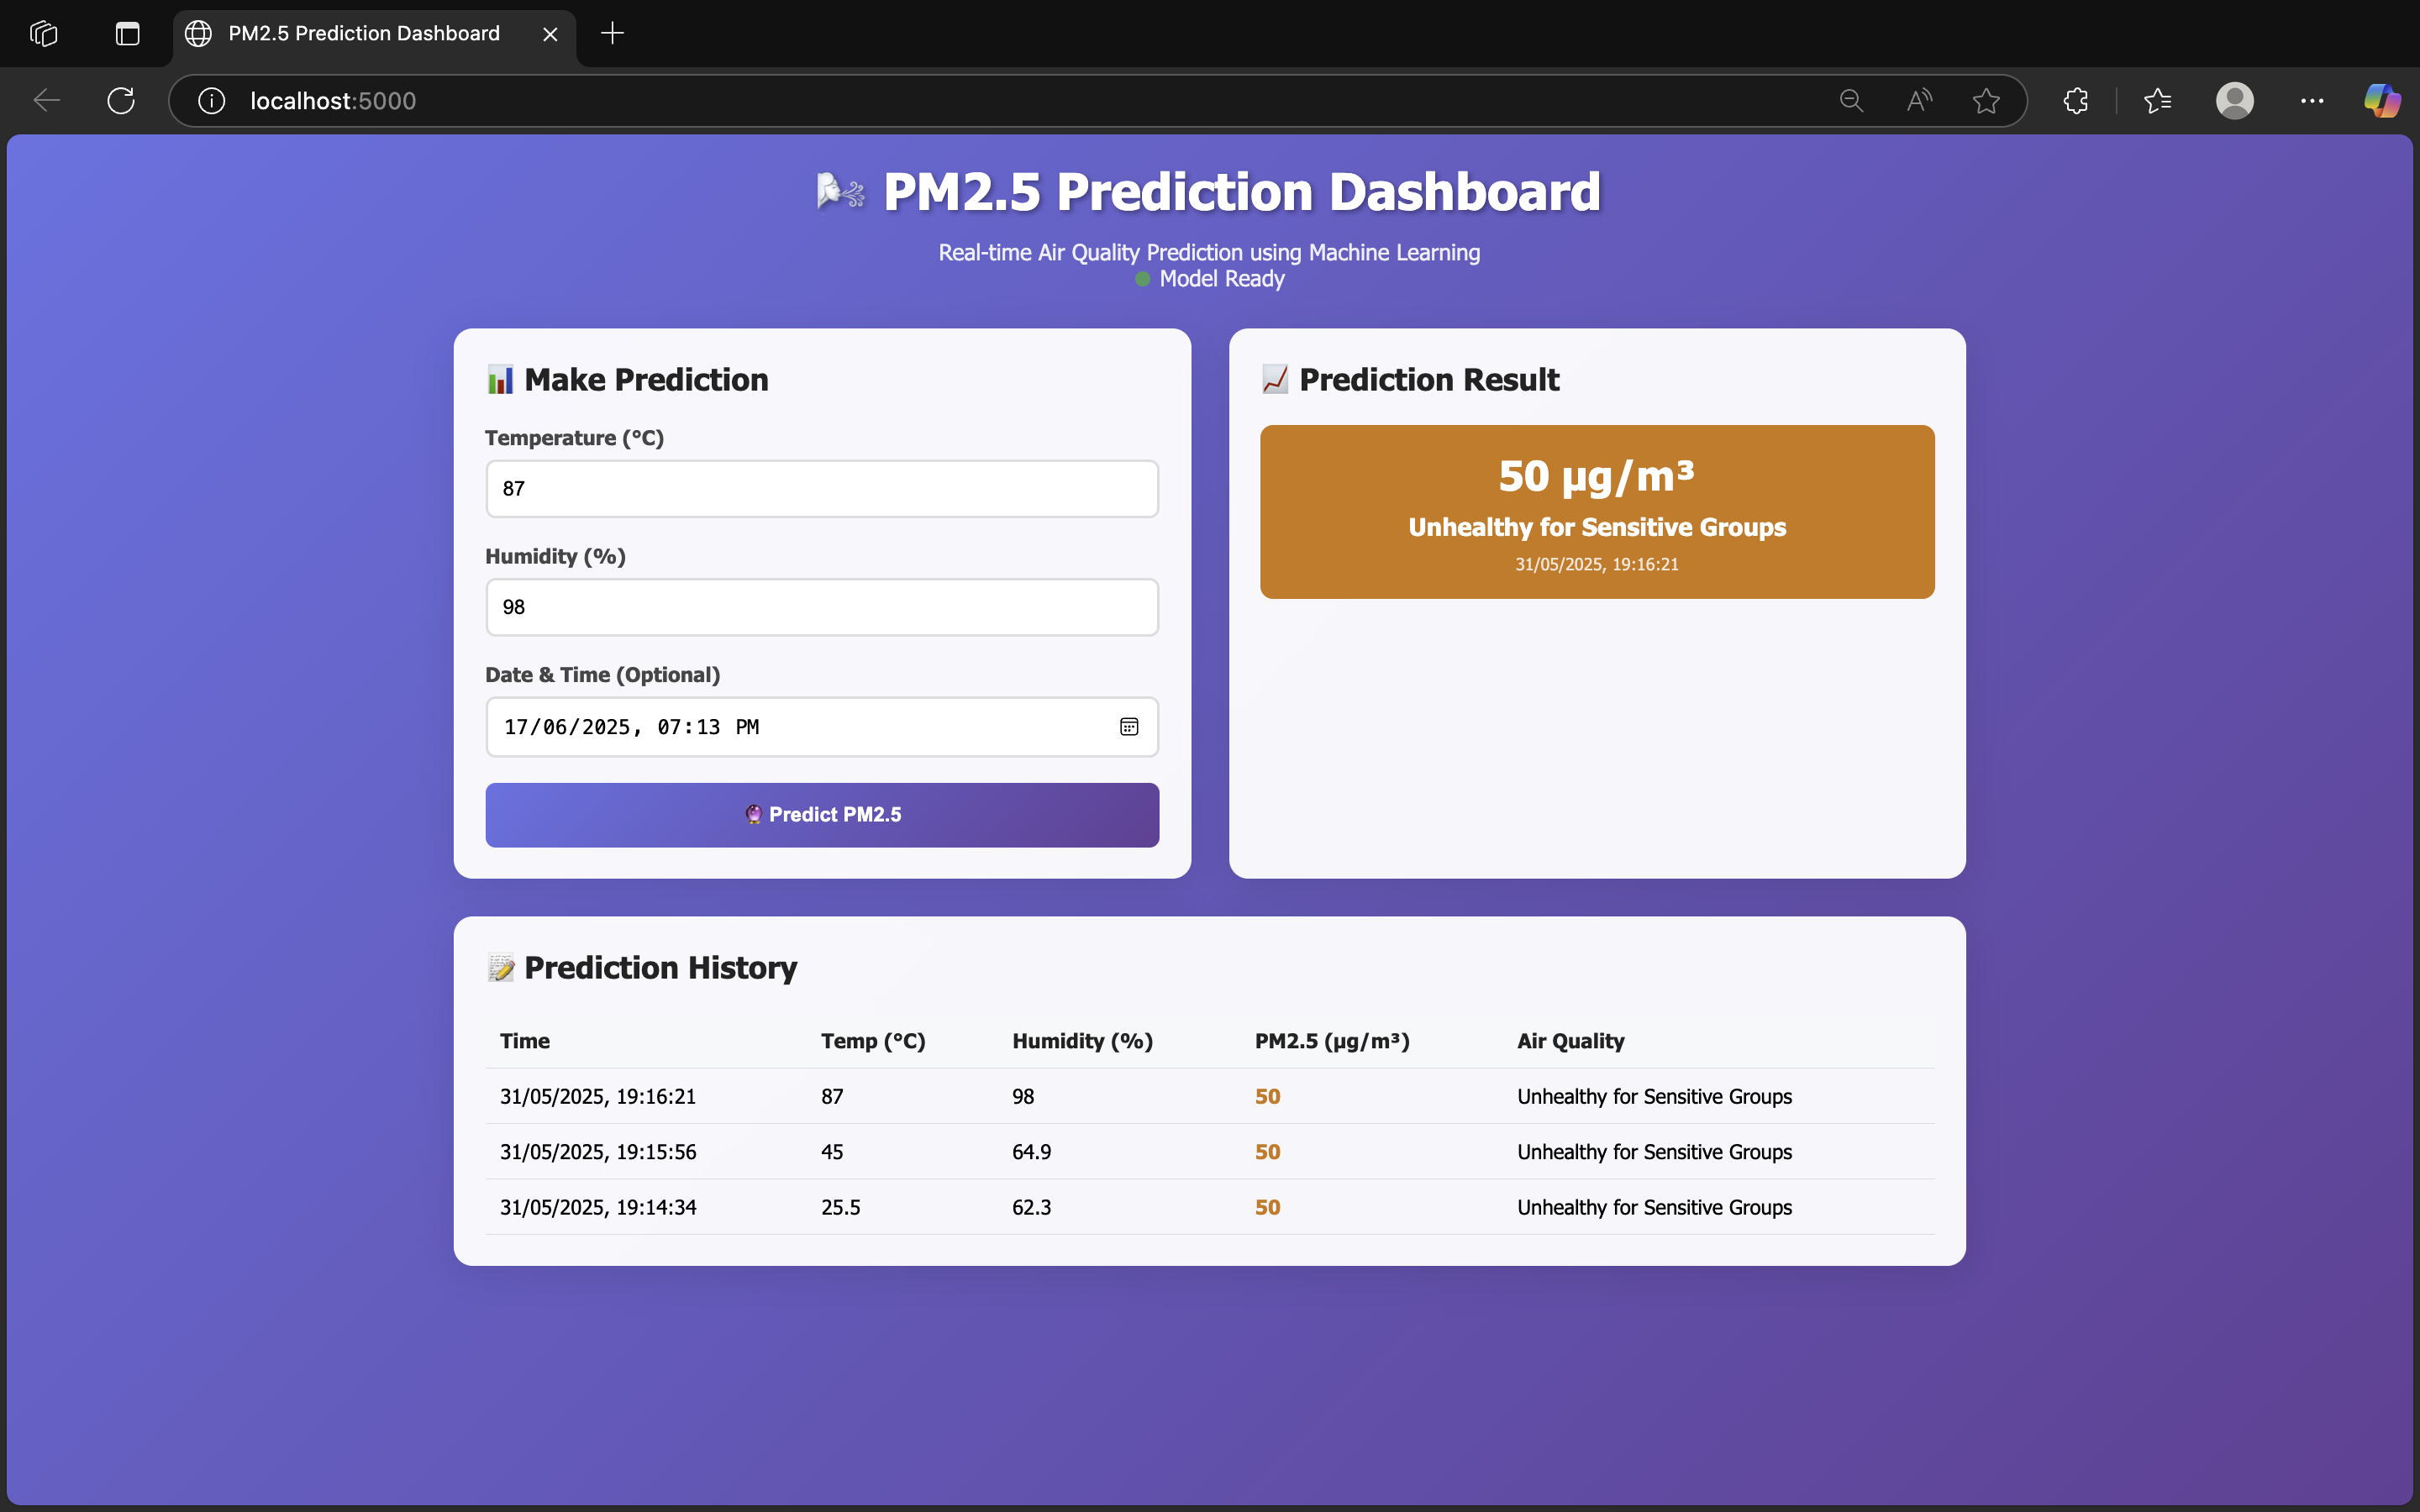 PM2.5 Prediction Dashboard
localhost:5000
PM2.5 Prediction Dashboard
Real-time Air Quality Prediction using Machine Learning
Model Ready
Make Prediction
Temperature (°C)
87
Humidity (%)
98
Date & Time (Optional)
17/06/2025, 07:13 PM
Predict PM2.5
Prediction Result
50 µg/m³
Unhealthy for Sensitive Groups
31/05/2025, 19:16:21
Prediction History
Time Temp (°C) Humidity (%) PM2.5 (µg/m³) Air Quality
31/05/2025, 19:16:21 87 98 50 Unhealthy for Sensitive Groups
31/05/2025, 19:15:56 45 64.9 50 Unhealthy for Sensitive Groups
31/05/2025, 19:14:34 25.5 62.3 50 Unhealthy for Sensitive Groups